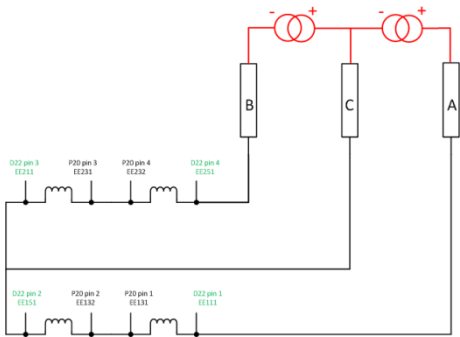 - + - +
B
C
A
D22 pin 3
EE211
P20 pin 3
EE231
P20 pin 4
EE232
D22 pin 4
EE251
D22 pin 2
EE151
P20 pin 2
EE132
P20 pin 1
EE131
D22 pin 1
EE111